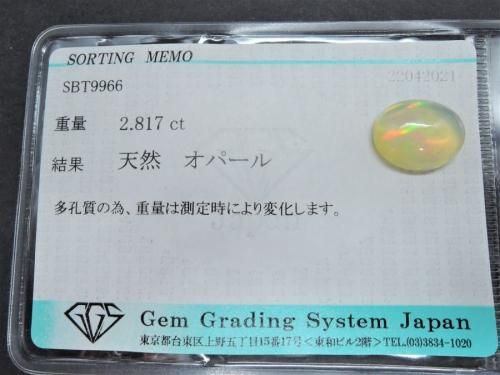 SORTING MEMO
22042021
SBT9966
重量 2.817 ct
結果 天然 オパール
多孔質の為、重量は測定時により変化します。
GGS
Gem Grading System Japan
東京都台東区上野五丁目15番17号<東和ビル2階>TEL.(03)3834-1020